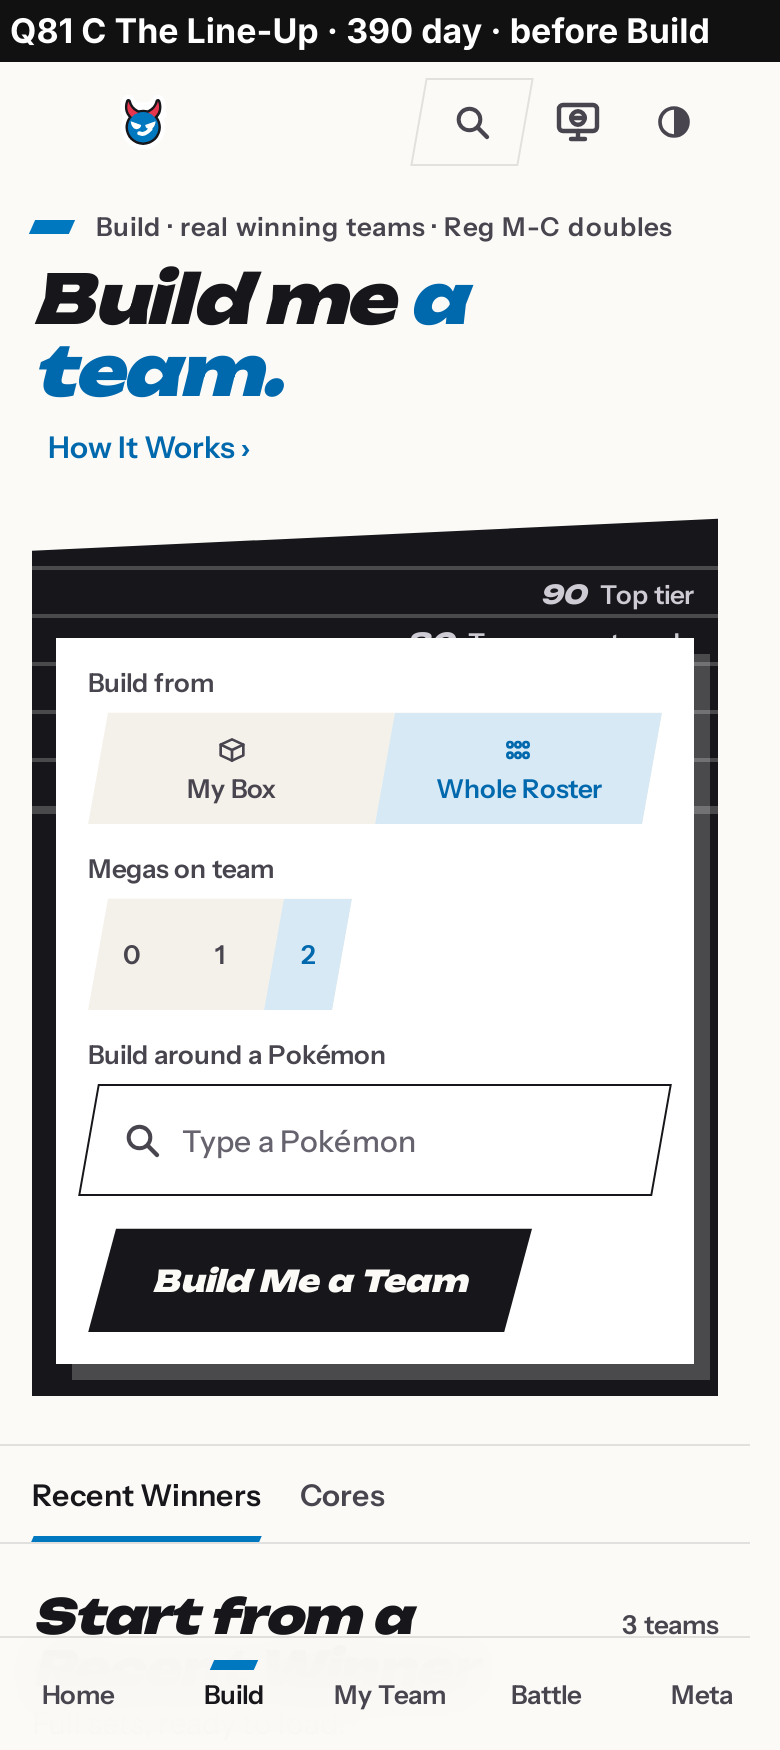 Q81 C The Line-Up · 390 day · before Build
Build · real winning teams · Reg M-C doubles
Build me a
team.
How It Works ›
90 Top tier
Build from
My Box
Whole Roster
Megas on team
0 1 2
Build around a Pokémon
Type a Pokémon
Build Me a Team
Recent Winners Cores
Start from a
3 teams
Home Build My Team Battle Meta